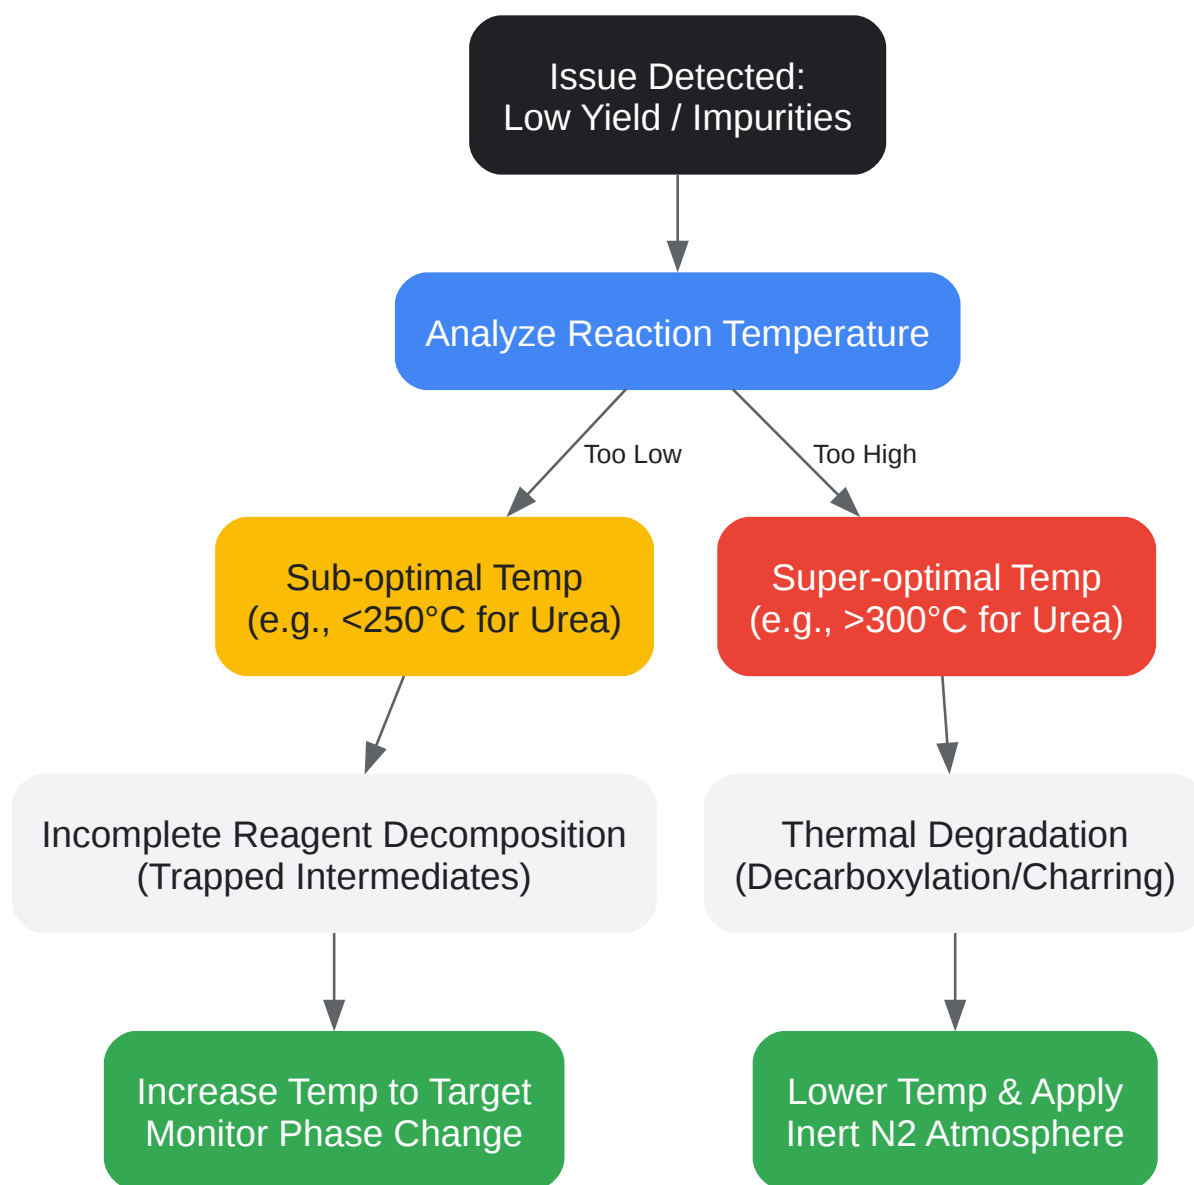 Issue Detected:
Low Yield / Impurities
Analyze Reaction Temperature
Too Low
Too High
Sub-optimal Temp
(e.g., <250°C for Urea)
Super-optimal Temp
(e.g., >300°C for Urea)
Incomplete Reagent Decomposition
(Trapped Intermediates)
Thermal Degradation
(Decarboxylation/Charring)
Increase Temp to Target
Monitor Phase Change
Lower Temp & Apply
Inert N2 Atmosphere